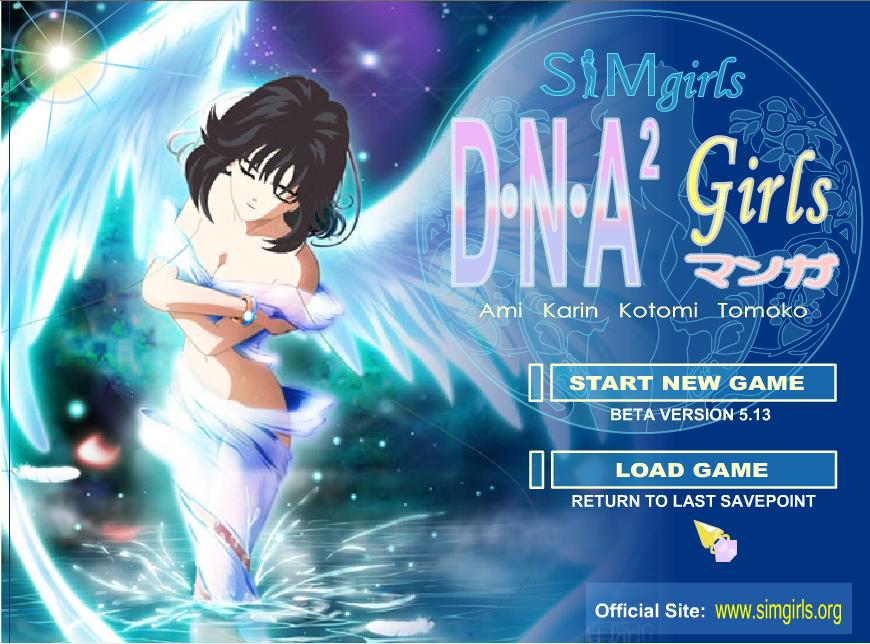 SiMgirls
D·N·A² Girls
マンガ
Ami Karin Kotomi Tomoko
START NEW GAME
BETA VERSION 5.13
LOAD GAME
RETURN TO LAST SAVEPOINT
Official Site: www.simgirls.org